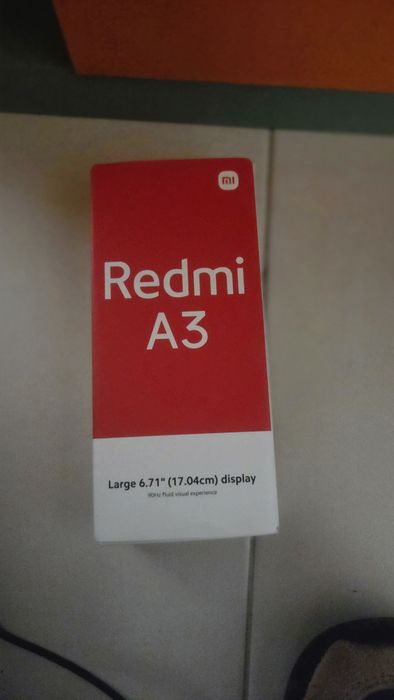 mi
Redmi
A3
Large 6.71" (17.04cm) display
90Hz fluid visual experience